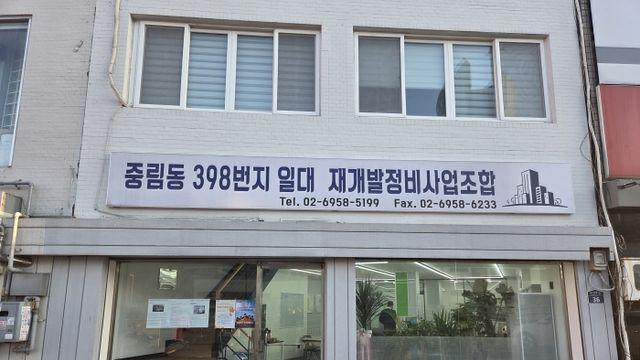 중림동 398번지 일대 재개발정비사업조합
Tel. 02-6958-5199 Fax. 02-6958-6233
36